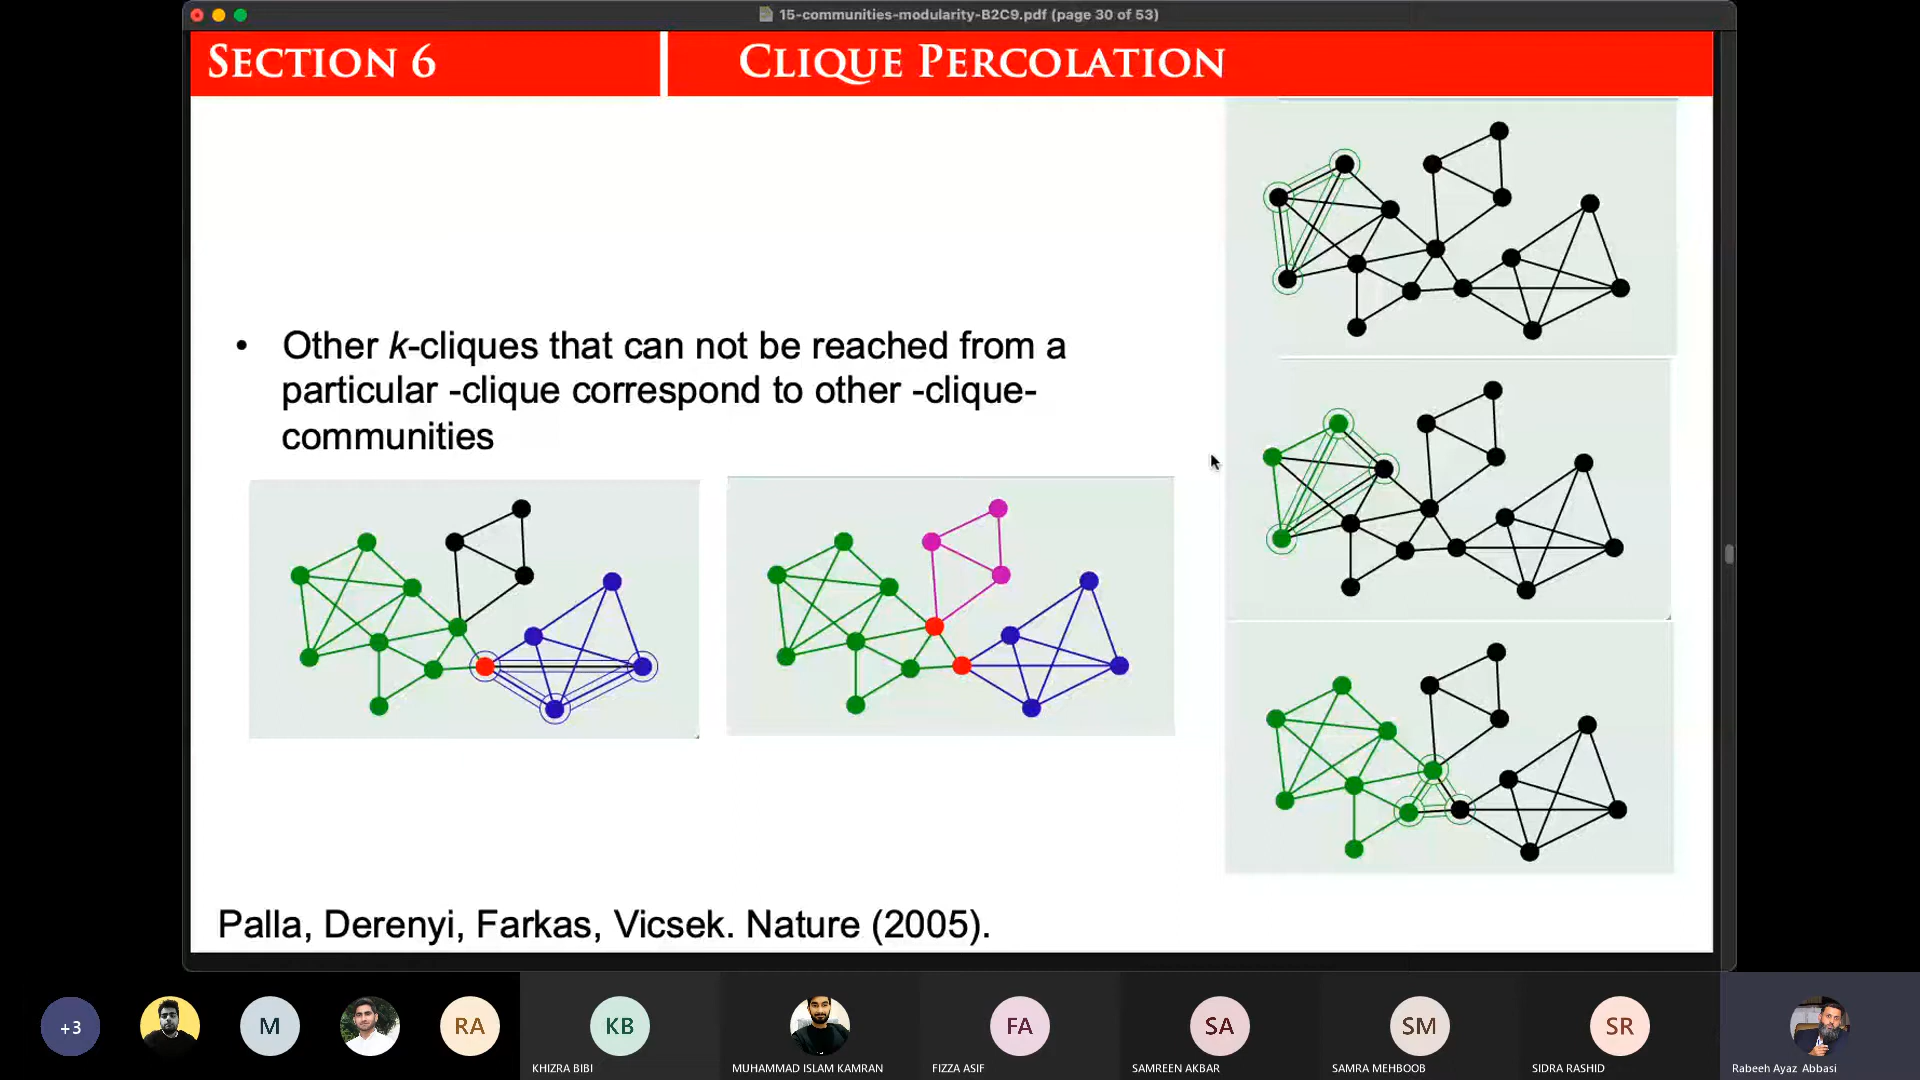 15-communities-modularity-B2C9.pdf (page 30 of 53)
SECTION 6
CLIQUE PERCOLATION
• Other k-cliques that can not be reached from a
particular -clique correspond to other -clique-
communities
Palla, Derenyi, Farkas, Vicsek. Nature (2005).
+3
M
RA
KB
FA
SA
SM
SR
KHIZRA BIBI
MUHAMMAD ISLAM KAMRAN
FIZZA ASIF
SAMREEN AKBAR
SAMRA MEHBOOB
SIDRA RASHID
Rabeeh Ayaz Abbasi